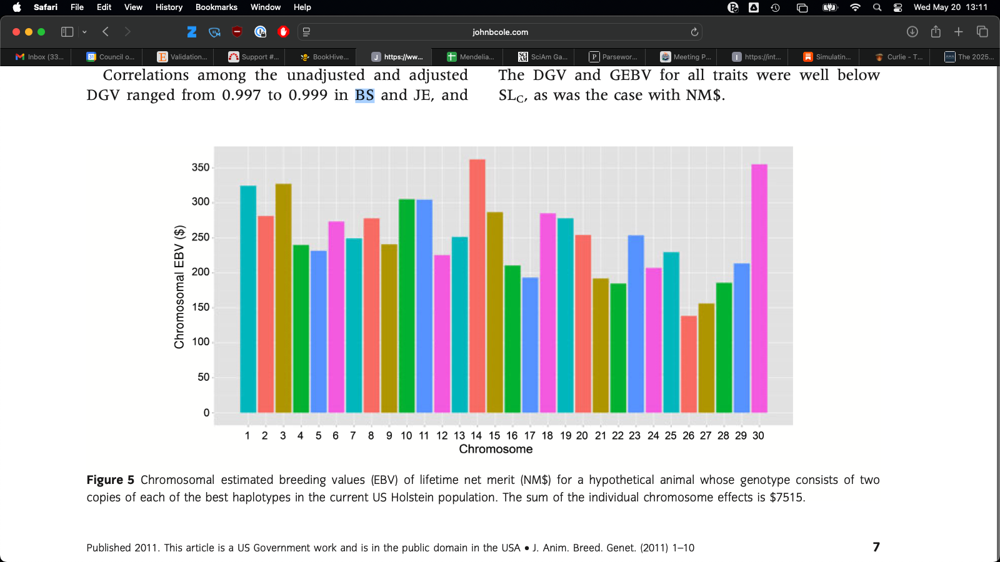 Safari File Edit View History Bookmarks Window Help Wed May 20 13:11
johnbcole.com
Inbox (33... Council o... Validation... Support #... BookHive... https://ww... Mendelia... SciAm Ga... Parsewor... Meeting P... https://int... Simulatin... Curlie – T... The 2025...
Correlations among the unadjusted and adjusted
DGV ranged from 0.997 to 0.999 in BS and JE, and
The DGV and GEBV for all traits were well below
SLC, as was the case with NM$.
Chromosomal EBV ($)
350
300
250
200
150
100
50
0
1 2 3 4 5 6 7 8 9 10 11 12 13 14 15 16 17 18 19 20 21 22 23 24 25 26 27 28 29 30
Chromosome
Figure 5 Chromosomal estimated breeding values (EBV) of lifetime net merit (NM$) for a hypothetical animal whose genotype consists of two
copies of each of the best haplotypes in the current US Holstein population. The sum of the individual chromosome effects is $7515.
Published 2011. This article is a US Government work and is in the public domain in the USA • J. Anim. Breed. Genet. (2011) 1–10
7